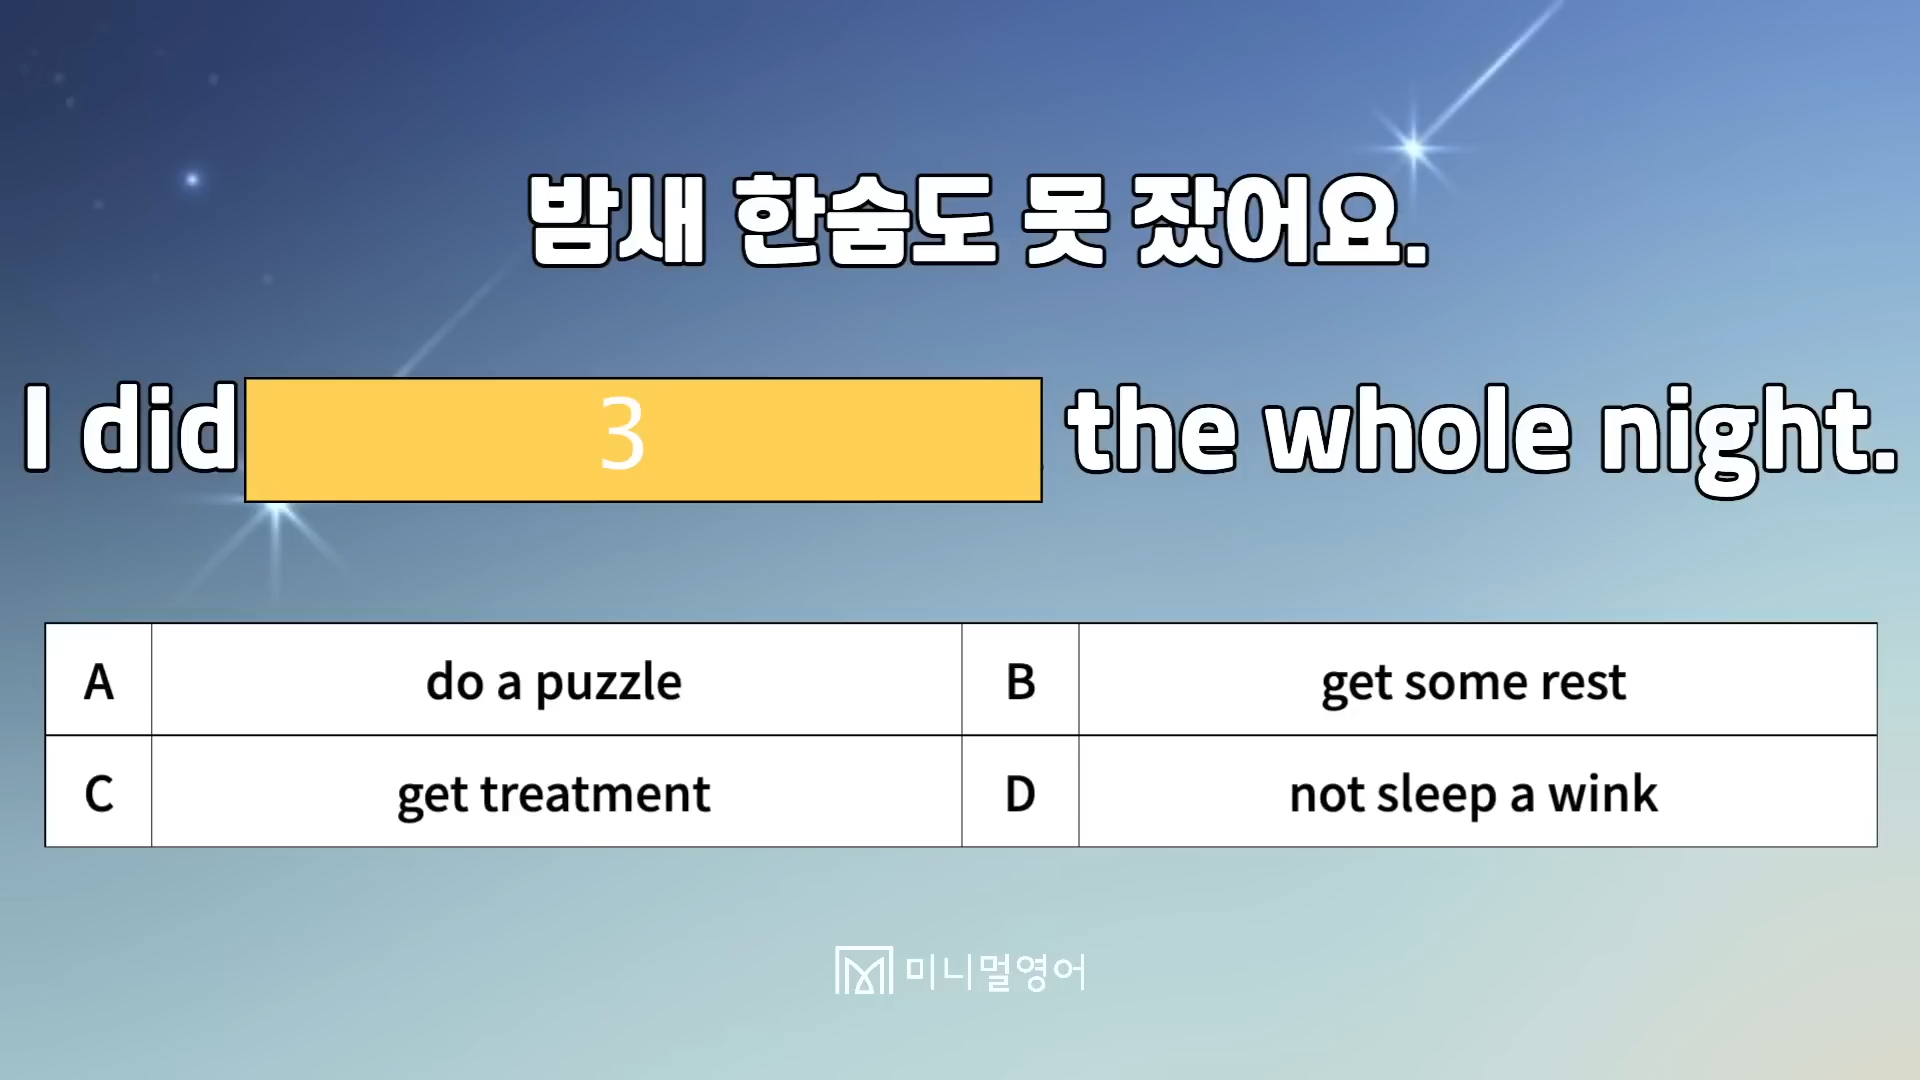 밤새 한숨도 못 잤어요.
I did 3 the whole night.
A do a puzzle B get some rest
C get treatment D not sleep a wink
미니멀영어